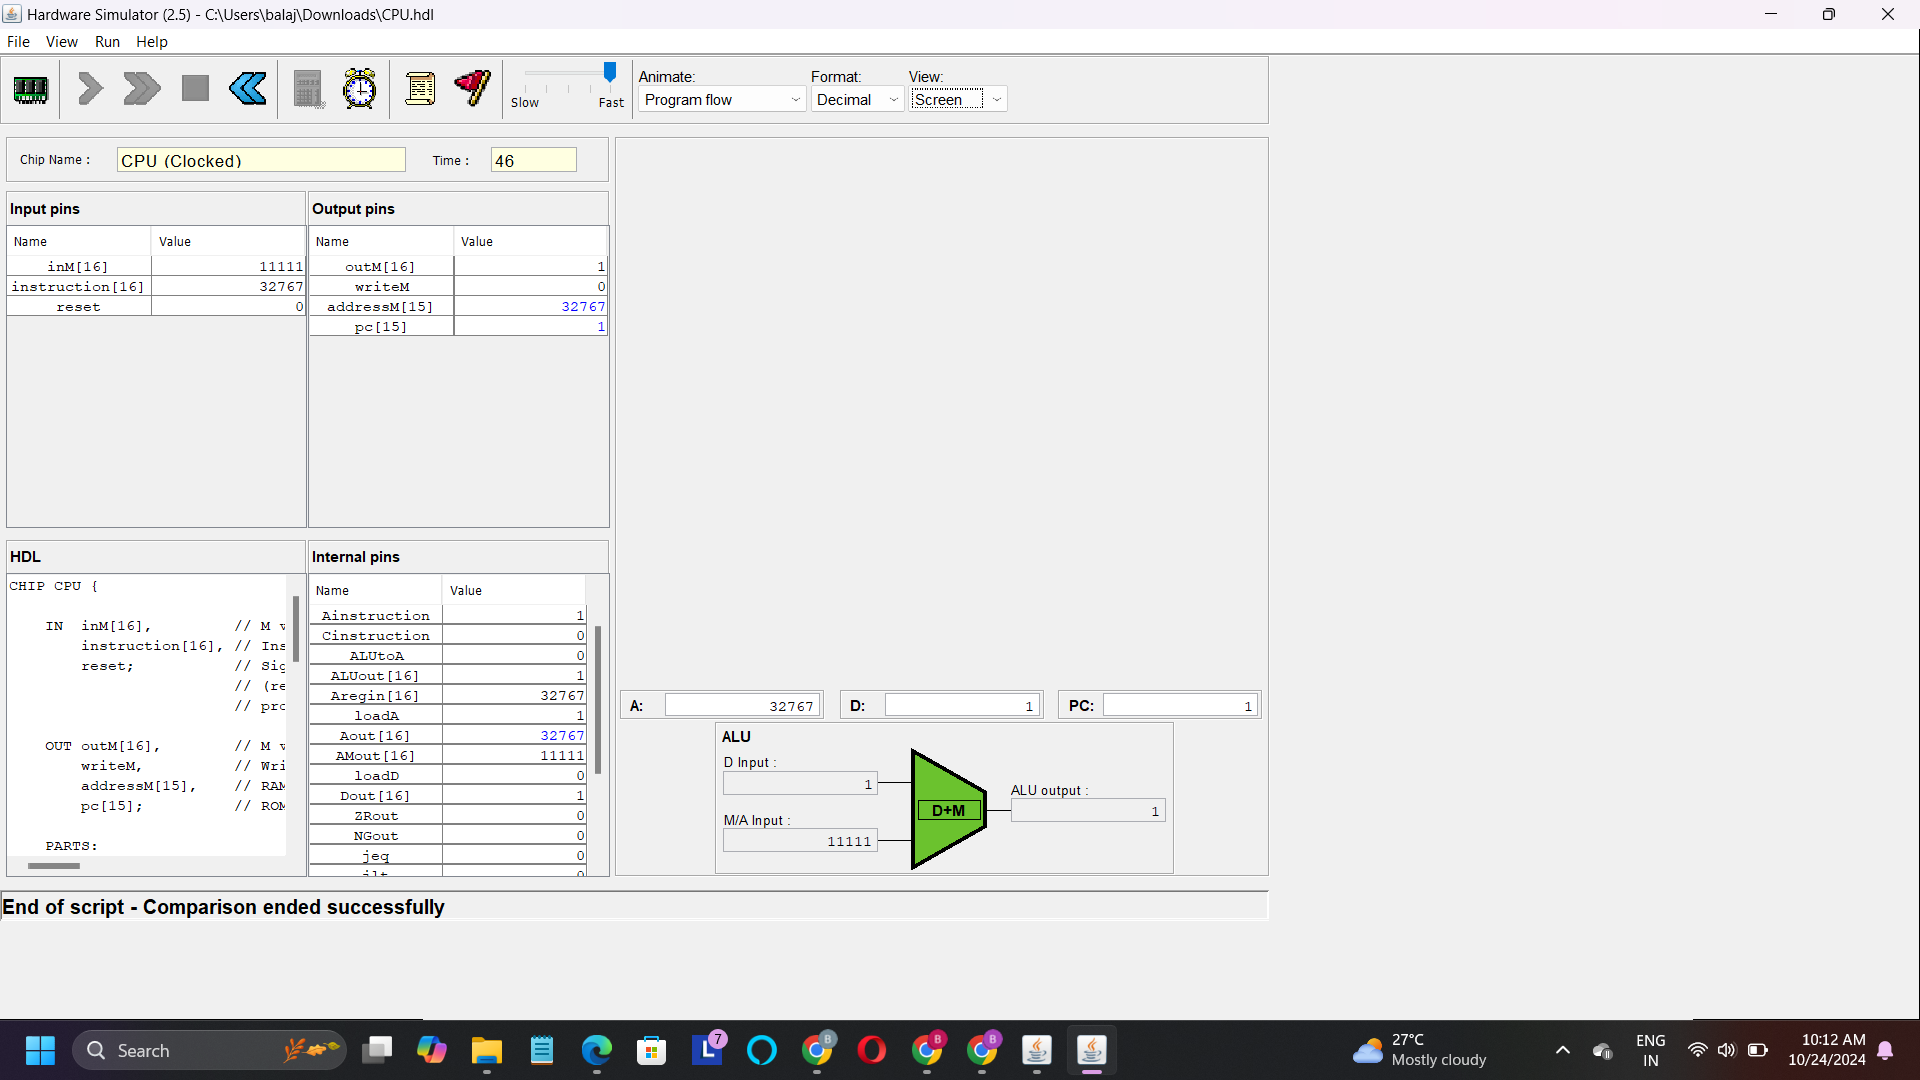 Hardware Simulator (2.5) - C:\Users\balaj\Downloads\CPU.hdl
File View Run Help
Slow Fast
Animate: Format: View:
Program flow Decimal Screen
Chip Name : CPU (Clocked) Time : 46
Input pins
Name Value
inM[16] 11111
instruction[16] 32767
reset 0
Output pins
Name Value
outM[16] 1
writeM 0
addressM[15] 32767
pc[15] 1
HDL
CHIP CPU {
IN inM[16], // M v
instruction[16], // Ins
reset; // Sig
// (re
// pro
OUT outM[16], // M v
writeM, // Wri
addressM[15], // RAM
pc[15]; // ROM
PARTS:
Internal pins
Name Value
Ainstruction 1
Cinstruction 0
ALUtoA 0
ALUout[16] 1
Aregin[16] 32767
loadA 1
Aout[16] 32767
AMout[16] 11111
loadD 0
Dout[16] 1
ZRout 0
NGout 0
jeq 0
A: 32767 D: 1 PC: 1
ALU
D Input :
1
M/A Input :
11111
D+M
ALU output :
1
End of script - Comparison ended successfully
Search
7
B
B
B
27°C
Mostly cloudy
ENG
IN
10:12 AM
10/24/2024